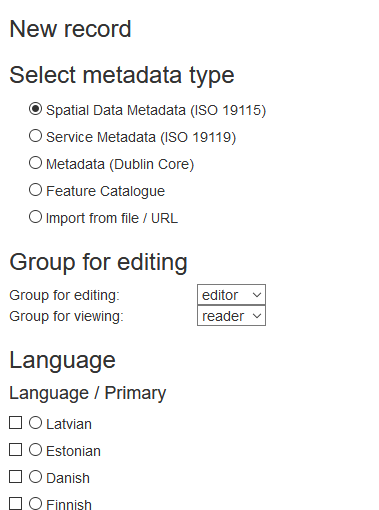 New record
Select metadata type
Spatial Data Metadata (ISO 19115)
Service Metadata (ISO 19119)
Metadata (Dublin Core)
Feature Catalogue
Import from file / URL
Group for editing
Group for editing: editor
Group for viewing: reader
Language
Language / Primary
Latvian
Estonian
Danish
Finnish